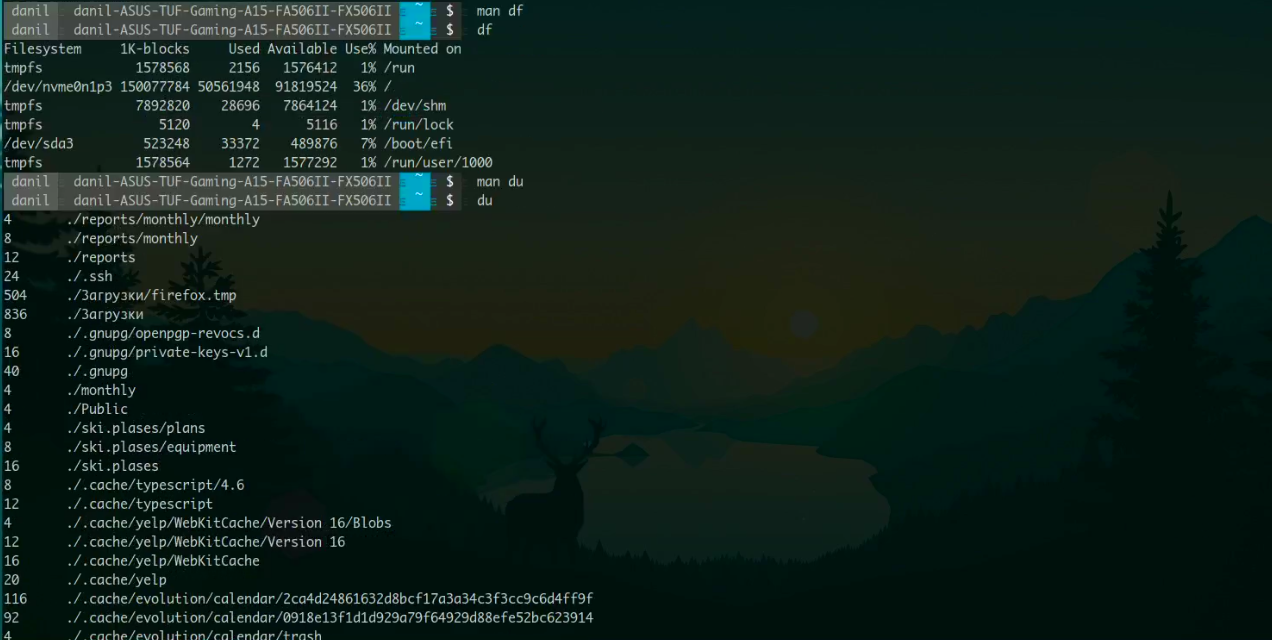 danil danil-ASUS-TUF-Gaming-A15-FA506II-FX506II ~ $ man df
danil danil-ASUS-TUF-Gaming-A15-FA506II-FX506II ~ $ df
Filesystem 1K-blocks Used Available Use% Mounted on
tmpfs 1578568 2156 1576412 1% /run
/dev/nvme0n1p3 150077784 50561948 91819524 36% /
tmpfs 7892820 28696 7864124 1% /dev/shm
tmpfs 5120 4 5116 1% /run/lock
/dev/sda3 523248 33372 489876 7% /boot/efi
tmpfs 1578564 1272 1577292 1% /run/user/1000
danil danil-ASUS-TUF-Gaming-A15-FA506II-FX506II ~ $ man du
danil danil-ASUS-TUF-Gaming-A15-FA506II-FX506II ~ $ du
4 ./reports/monthly/monthly
8 ./reports/monthly
12 ./reports
24 ./.ssh
504 ./Загрузки/firefox.tmp
836 ./Загрузки
8 ./.gnupg/openpgp-revocs.d
16 ./.gnupg/private-keys-v1.d
40 ./.gnupg
4 ./monthly
4 ./Public
4 ./ski.plases/plans
8 ./ski.plases/equipment
16 ./ski.plases
8 ./.cache/typescript/4.6
12 ./.cache/typescript
4 ./.cache/yelp/WebKitCache/Version 16/Blobs
12 ./.cache/yelp/WebKitCache/Version 16
16 ./.cache/yelp/WebKitCache
20 ./.cache/yelp
116 ./.cache/evolution/calendar/2ca4d24861632d8bcf17a3a34c3f3cc9c6d4ff9f
92 ./.cache/evolution/calendar/0918e13f1d1d929a79f64929d88efe52bc623914
4 ./.cache/evolution/calendar/trash